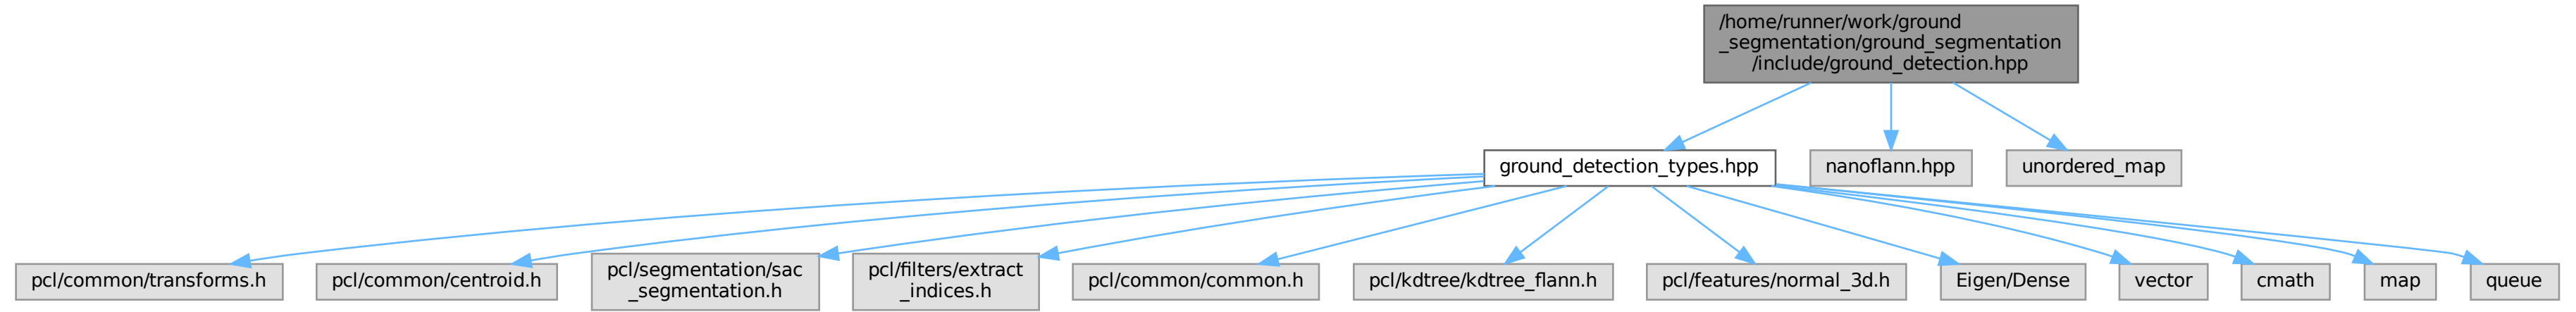 /home/runner/work/ground
_segmentation/ground_segmentation
/include/ground_detection.hpp
ground_detection_types.hpp
nanoflann.hpp
unordered_map
pcl/common/transforms.h
pcl/common/centroid.h
pcl/segmentation/sac
_segmentation.h
pcl/filters/extract
_indices.h
pcl/common/common.h
pcl/kdtree/kdtree_flann.h
pcl/features/normal_3d.h
Eigen/Dense
vector
cmath
map
queue